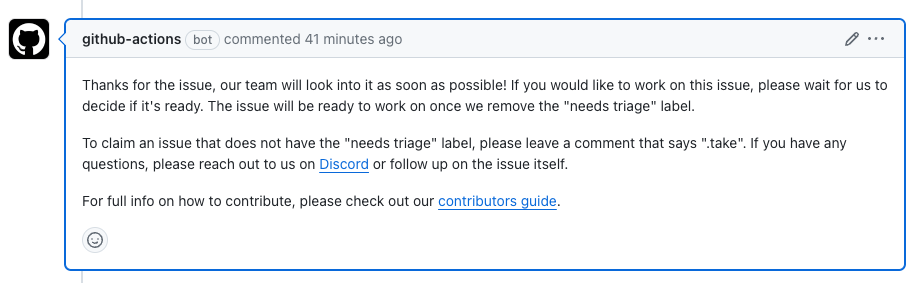 github-actions bot commented 41 minutes ago
Thanks for the issue, our team will look into it as soon as possible! If you would like to work on this issue, please wait for us to
decide if it's ready. The issue will be ready to work on once we remove the "needs triage" label.
To claim an issue that does not have the "needs triage" label, please leave a comment that says ".take". If you have any
questions, please reach out to us on Discord or follow up on the issue itself.
For full info on how to contribute, please check out our contributors guide.